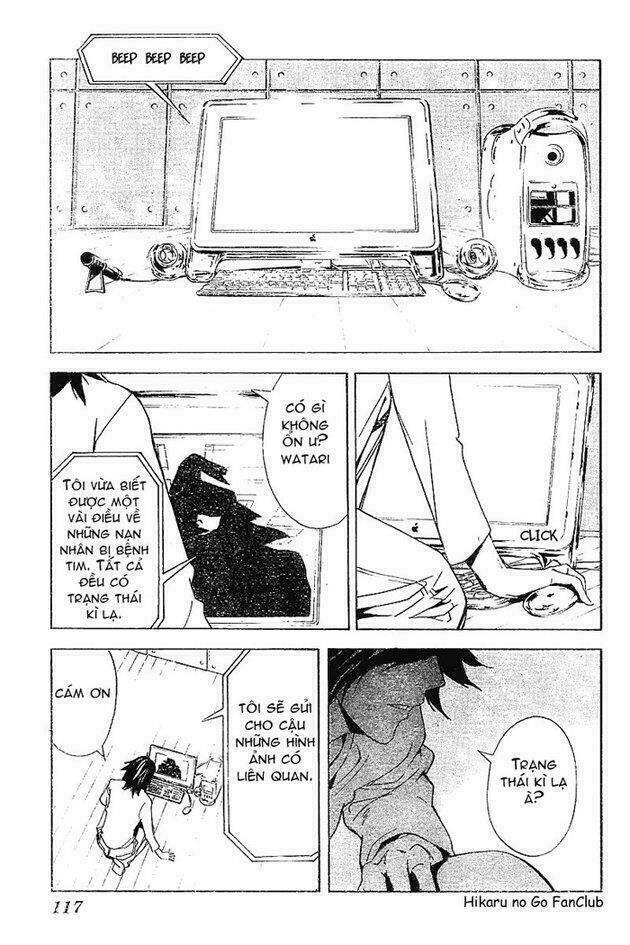 BEEP BEEP BEEP
CLICK
CÓ GÌ
KHÔNG
ỔN Ư?
WATARI
TÔI VỪA BIẾT
ĐƯỢC MỘT
VÀI ĐIỀU VỀ
NHỮNG NẠN
NHÂN BỊ BỆNH
TIM. TẤT CẢ
ĐỀU CÓ
TRẠNG THÁI
KÌ LẠ.
TRẠNG
THÁI KÌ LẠ
À?
TÔI SẼ GỬI
CHO CẬU
NHỮNG HÌNH
ẢNH CÓ
LIÊN QUAN.
CÁM ƠN
117
Hikaru no Go FanClub